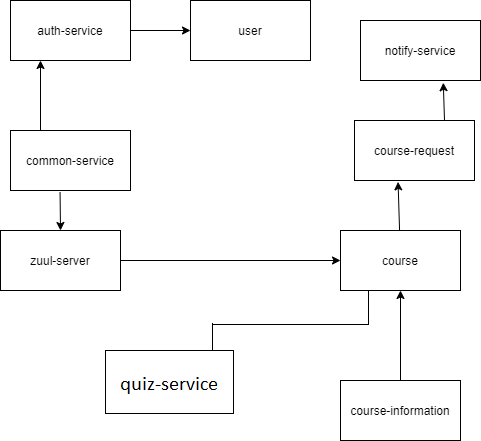 auth-service
user
notify-service
common-service
course-request
zuul-server
course
quiz-service
course-information